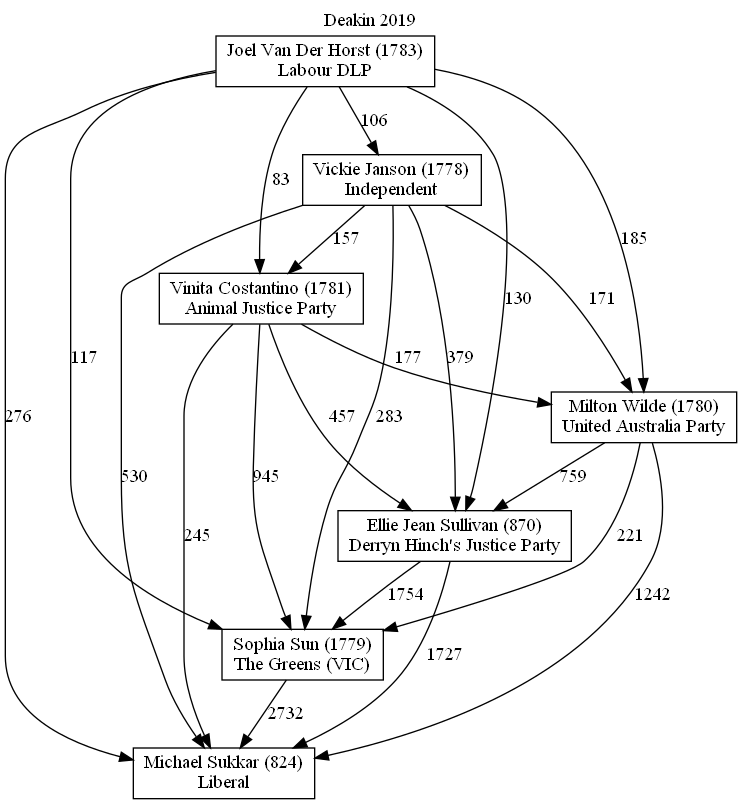 Deakin 2019
Joel Van Der Horst (1783)
Labour DLP
106
Vickie Janson (1778)
Independent
83
157
185
Vinita Costantino (1781)
Animal Justice Party
171
130
117
177
379
Milton Wilde (1780)
United Australia Party
276
457
283
530
945
759
Ellie Jean Sullivan (870)
Derryn Hinch's Justice Party
245
221
1754
1242
Sophia Sun (1779)
The Greens (VIC)
1727
2732
Michael Sukkar (824)
Liberal